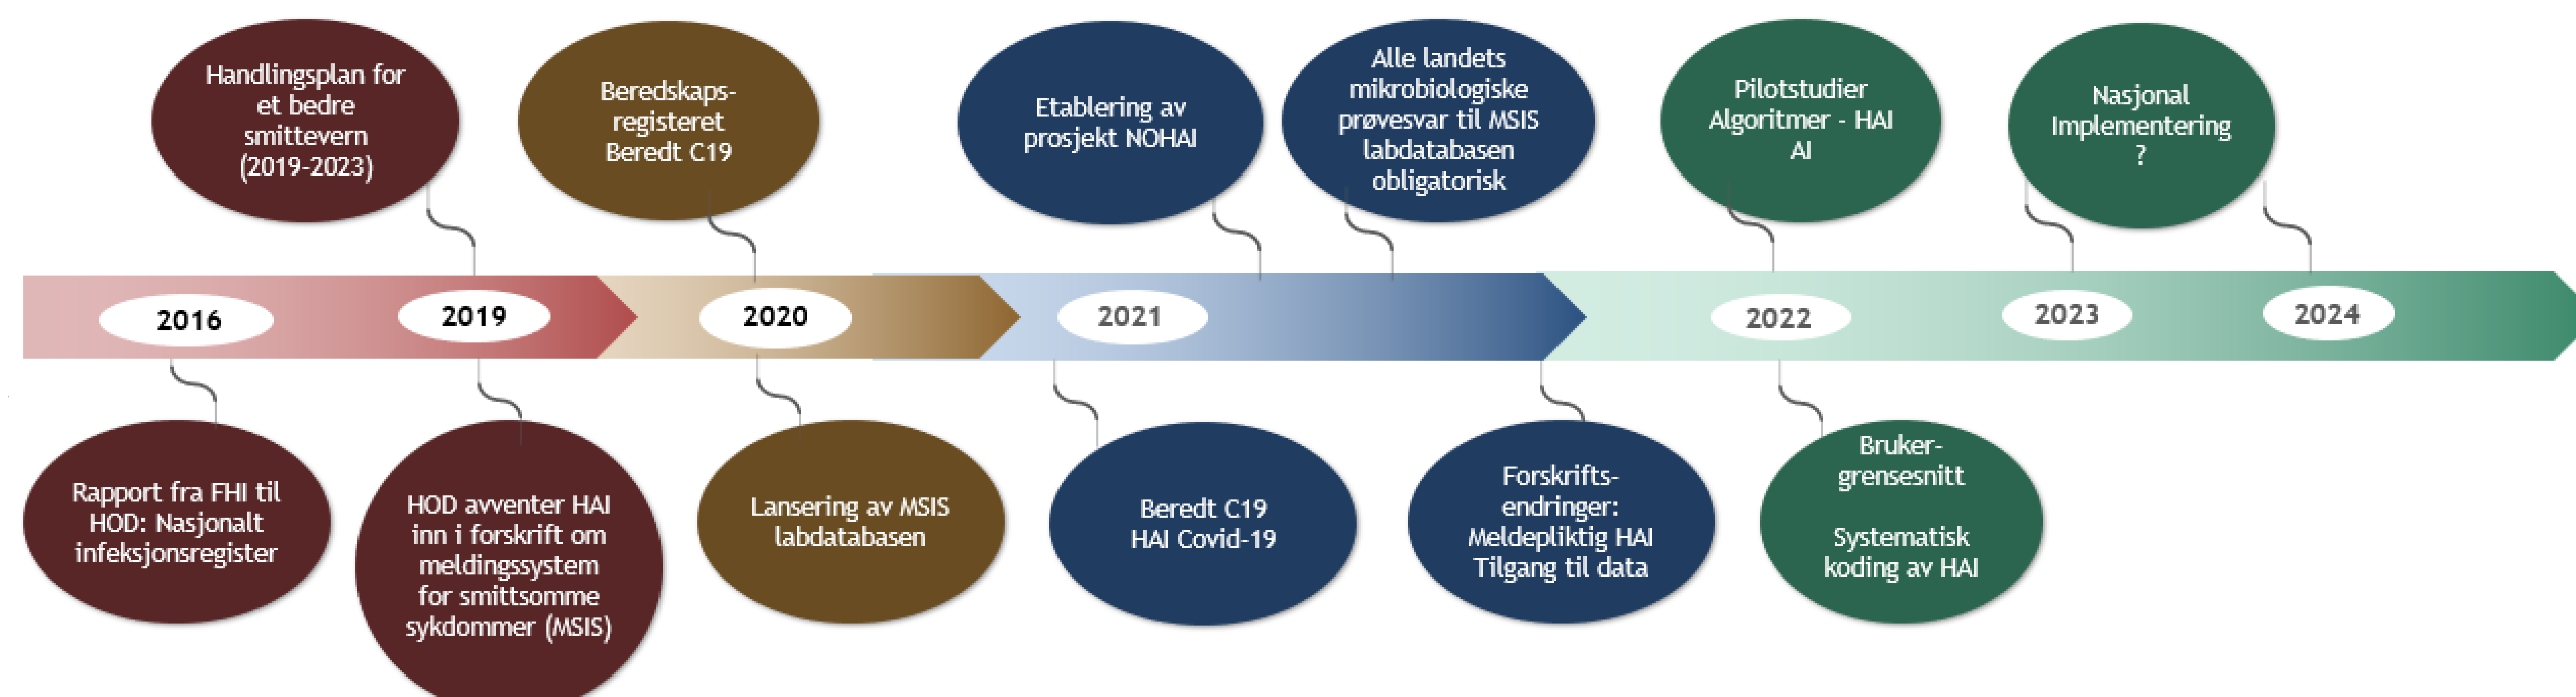 Handlingsplan for
et bedre
smittevern
(2019-2023)
Beredskaps-
registeret
Beredt C19
Etablering av
prosjekt NOHAI
Alle landets
mikrobiologiske
prøvesvar til MSIS
labdatabasen
obligatorisk
Pilotstudier
Algoritmer - HAI
AI
Nasjonal
Implementering
?
2016
2019
2020
2021
2022
2023
2024
Rapport fra FHI til
HOD: Nasjonalt
infeksjonsregister
HOD avventer HAI
inn i forskrift om
meldingssystem
for smittsomme
sykdommer (MSIS)
Lansering av MSIS
labdatabasen
Beredt C19
HAI Covid-19
Forskrifts-
endringer:
Meldepliktig HAI
Tilgang til data
Bruker-
grensesnitt
Systematisk
koding av HAI